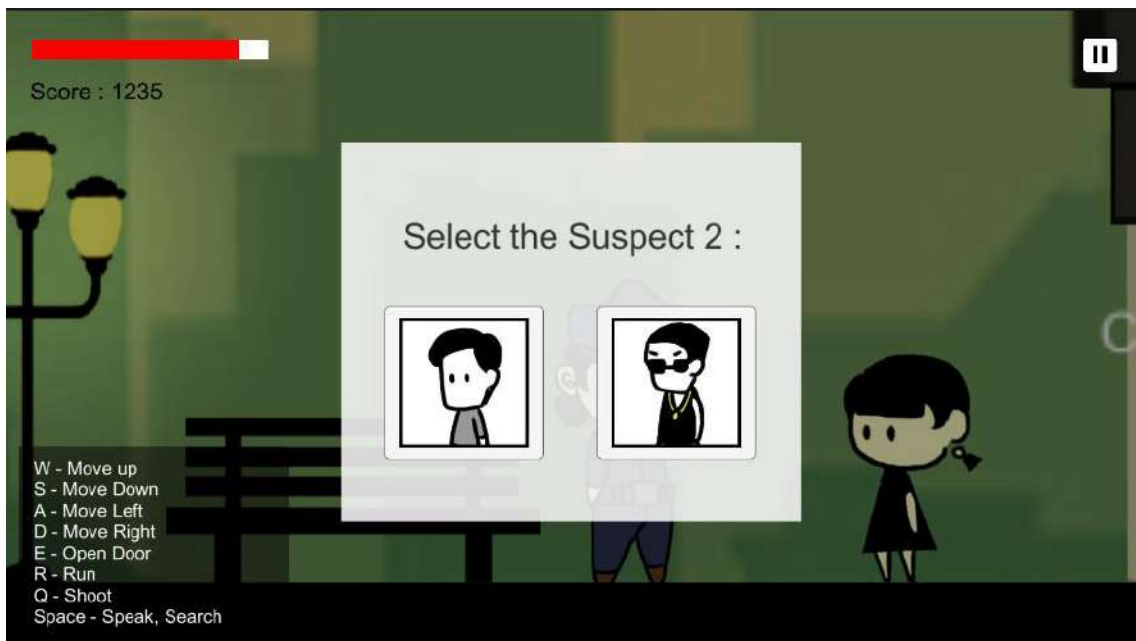 Score : 1235
Select the Suspect 2 :
W - Move up
S - Move Down
A - Move Left
D - Move Right
E - Open Door
R - Run
Q - Shoot
Space - Speak, Search